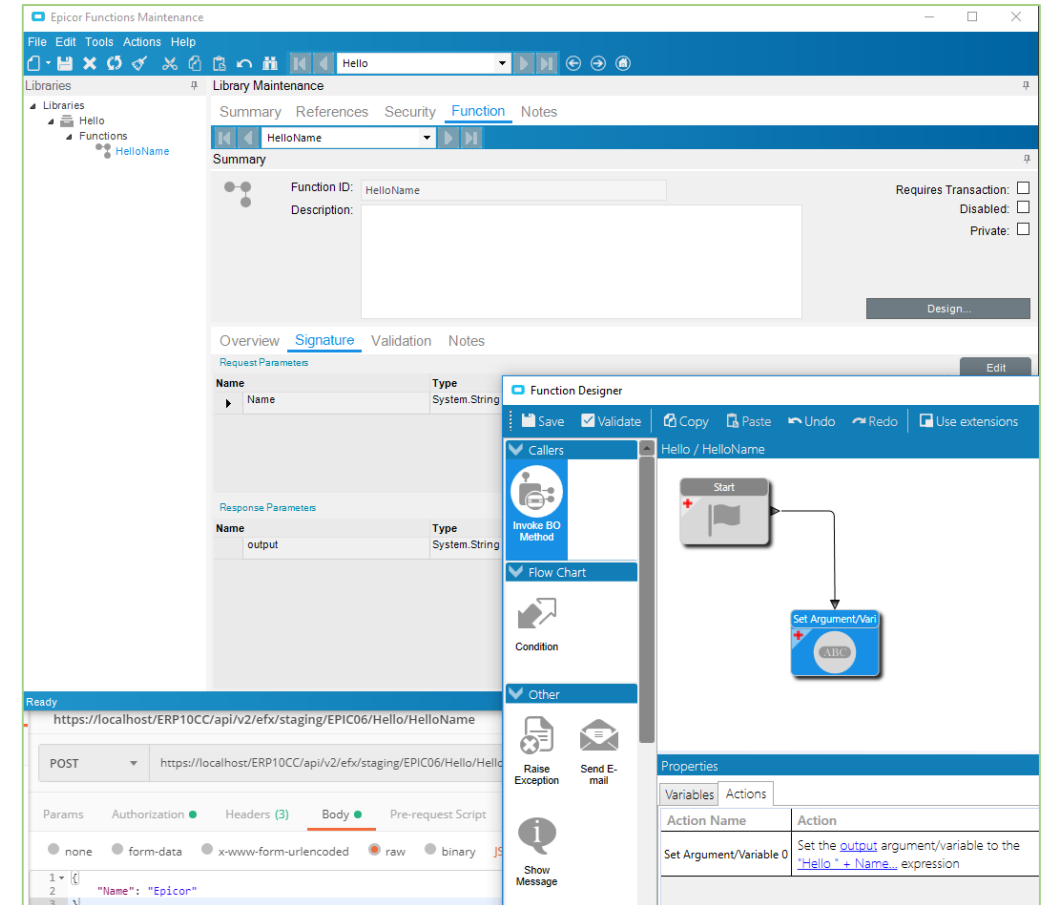 Epicor Functions Maintenance
File Edit Tools Actions Help
Hello
Libraries
Library Maintenance
Libraries
Hello
Functions
HelloName
Summary References Security Function Notes
HelloName
Summary
Function ID: HelloName
Requires Transaction:
Description:
Disabled:
Private:
Design...
Overview Signature Validation Notes
Request Parameters
Edit
Name Type
Name System.String
Response Parameters
Name Type
output System.String
Ready
Function Designer
Save Validate Copy Paste Undo Redo Use extensions
Callers
Hello / HelloName
Invoke BO
Method
Start
Flow Chart
Condition
Set Argument/Vari
ABC
Other
Raise
Exception
Send E-
mail
Show
Message
Properties
Variables Actions
Action Name Action
Set Argument/Variable 0
Set the output argument/variable to the
"Hello " + Name... expression
https://localhost/ERP10CC/api/v2/efx/staging/EPIC06/Hello/HelloName
POST https://localhost/ERP10CC/api/v2/efx/staging/EPIC06/Hello/Hello
Params Authorization Headers (3) Body Pre-request Script
none form-data x-www-form-urlencoded raw binary JS
1 {
2 "Name": "Epicor"
3 }